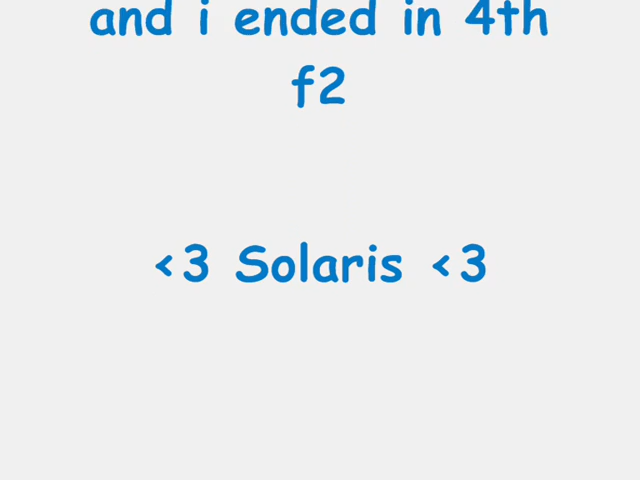 and i ended in 4th
f2
<3 Solaris <3